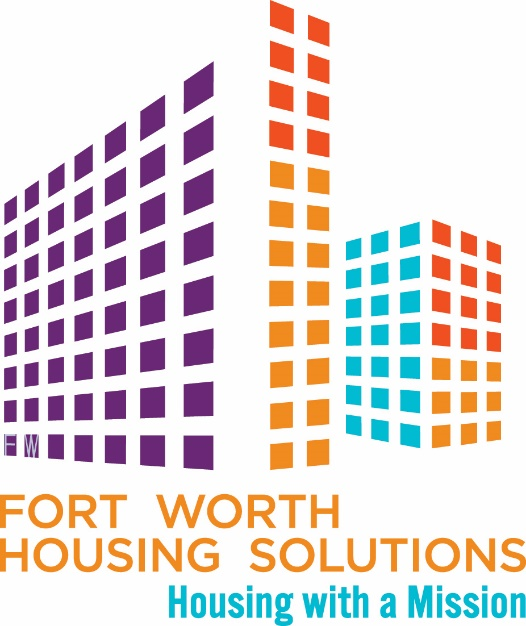 FW
FORT WORTH
HOUSING SOLUTIONS
Housing with a Mission